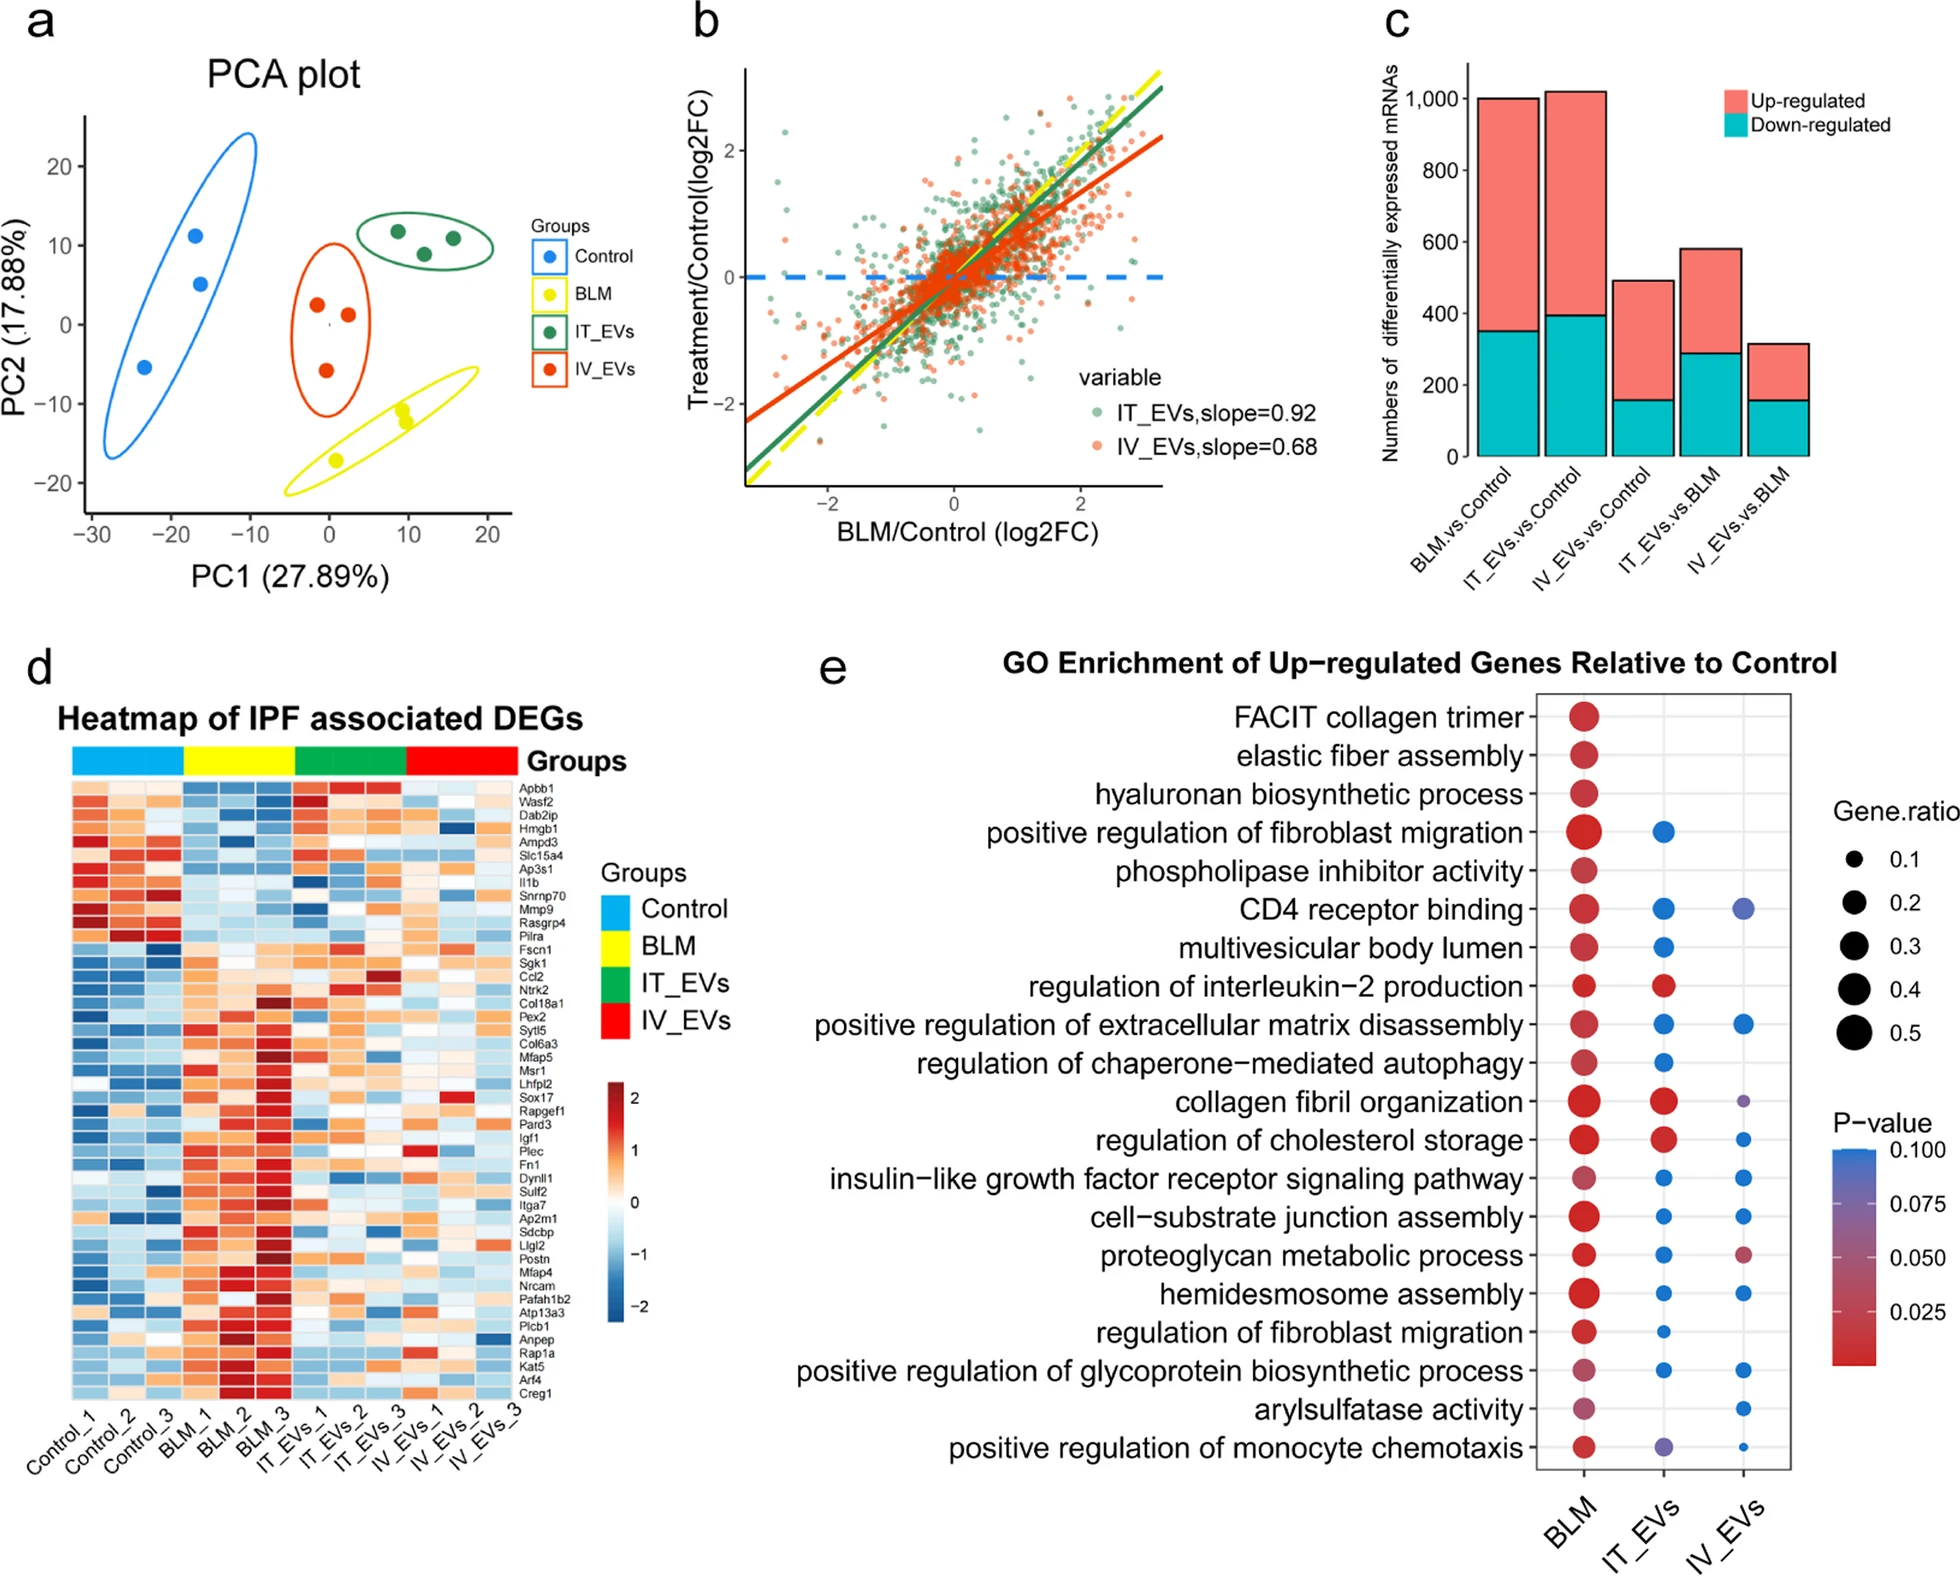 a
PCA plot
PC2 (17.88%)
20
10
0
−10
−20
−30
−20
−10
0
10
20
PC1 (27.89%)
Groups
Control
BLM
IT_EVs
IV_EVs
b
Treatment/Control(log2FC)
2
0
−2
−2
0
2
BLM/Control (log2FC)
variable
IT_EVs,slope=0.92
IV_EVs,slope=0.68
c
Numbers of differentially expressed mRNAs
1,000
800
600
400
200
0
Up-regulated
Down-regulated
BLM.vs.Control
IT_EVs.vs.Control
IV_EVs.vs.Control
IT_EVs.vs.BLM
IV_EVs.vs.BLM
d
Heatmap of IPF associated DEGs
Groups
Apbb1
Wasf2
Dab2ip
Hmgb1
Ampd3
Slc15a4
Ap3s1
Il1b
Snrnp70
Mmp9
Rasgrp4
Pilra
Fscn1
Sgk1
Ccl2
Ntrk2
Col18a1
Pex2
Sytl5
Col6a3
Mfap5
Msr1
Lhfpl2
Sox17
Rapgef1
Pard3
Igf1
Plec
Fn1
Dynll1
Sulf2
Itga7
Ap2m1
Sdcbp
Llgl2
Postn
Mfap4
Nrcam
Pafah1b2
Atp13a3
Plcb1
Anpep
Rap1a
Kat5
Arf4
Creg1
Control_1
Control_2
Control_3
BLM_1
BLM_2
BLM_3
IT_EVs_1
IT_EVs_2
IT_EVs_3
IV_EVs_1
IV_EVs_2
IV_EVs_3
Groups
Control
BLM
IT_EVs
IV_EVs
2
1
0
−1
−2
e
GO Enrichment of Up−regulated Genes Relative to Control
FACIT collagen trimer
elastic fiber assembly
hyaluronan biosynthetic process
positive regulation of fibroblast migration
phospholipase inhibitor activity
CD4 receptor binding
multivesicular body lumen
regulation of interleukin−2 production
positive regulation of extracellular matrix disassembly
regulation of chaperone−mediated autophagy
collagen fibril organization
regulation of cholesterol storage
insulin−like growth factor receptor signaling pathway
cell−substrate junction assembly
proteoglycan metabolic process
hemidesmosome assembly
regulation of fibroblast migration
positive regulation of glycoprotein biosynthetic process
arylsulfatase activity
positive regulation of monocyte chemotaxis
BLM
IT_EVs
IV_EVs
Gene.ratio
0.1
0.2
0.3
0.4
0.5
P−value
0.100
0.075
0.050
0.025